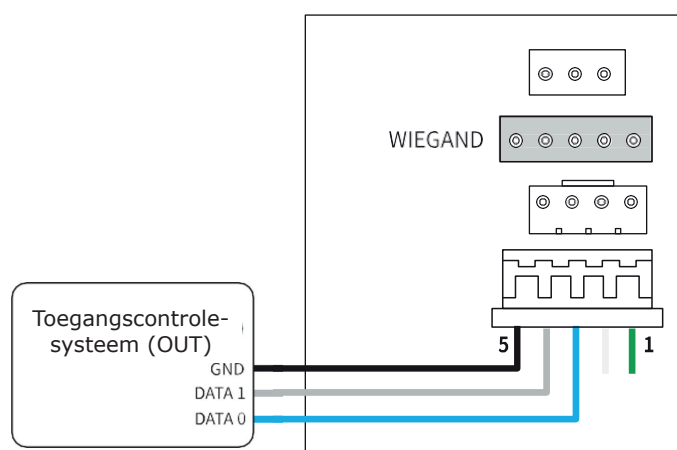 WIEGAND
Toegangscontrole-
systeem (OUT)
GND
DATA 1
DATA 0
5
1